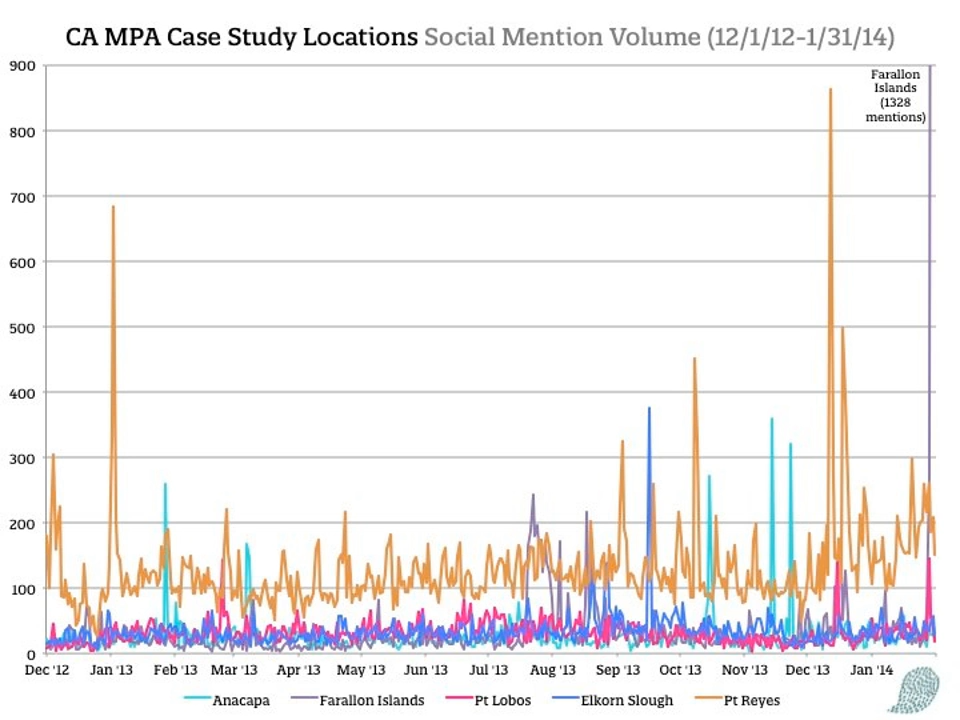 CA MPA Case Study Locations Social Mention Volume (12/1/12-1/31/14)
900
800
700
600
500
400
300
200
100
0
Farallon
Islands
(1328
mentions)
Dec '12 Jan '13 Feb '13 Mar '13 Apr '13 May '13 Jun '13 Jul '13 Aug '13 Sep '13 Oct '13 Nov '13 Dec '13 Jan '14
Anacapa Farallon Islands Pt Lobos Elkorn Slough Pt Reyes